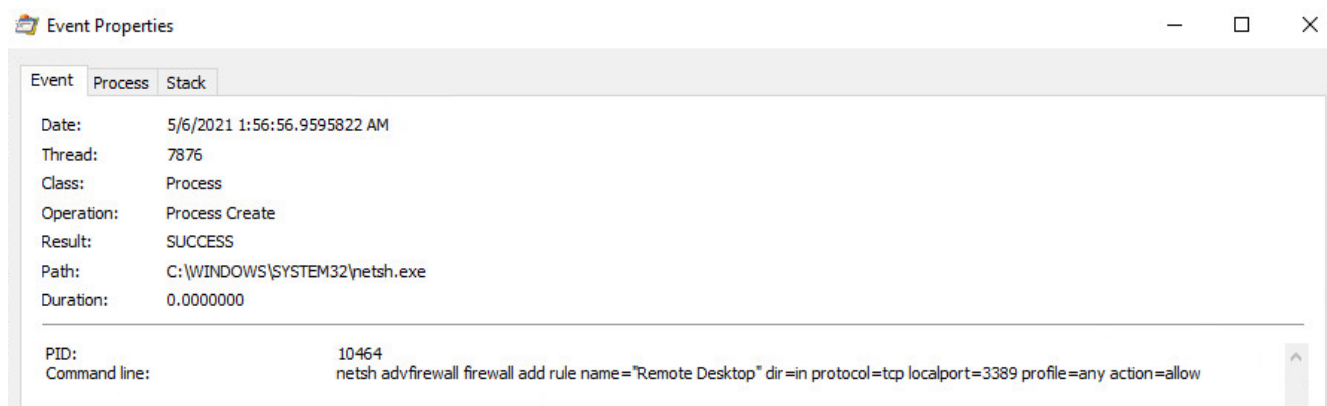 Event Properties
Event Process Stack
Date: 5/6/2021 1:56:56.9595822 AM
Thread: 7876
Class: Process
Operation: Process Create
Result: SUCCESS
Path: C:\WINDOWS\SYSTEM32\netsh.exe
Duration: 0.0000000
PID: 10464
Command line: netsh advfirewall firewall add rule name="Remote Desktop" dir=in protocol=tcp localport=3389 profile=any action=allow